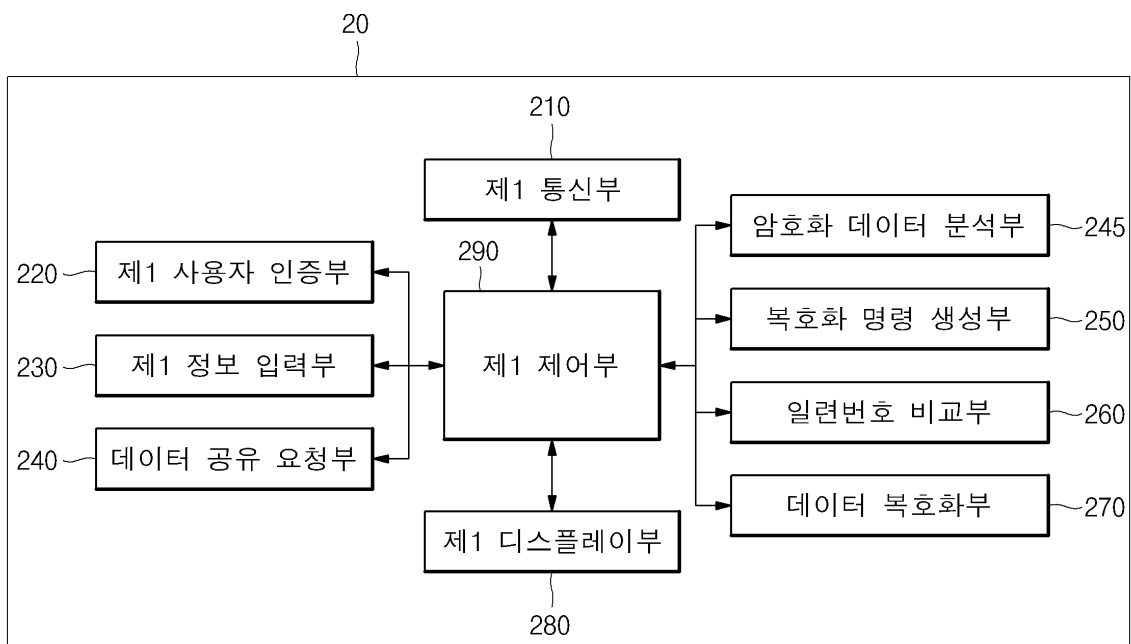 20
210
제1 통신부
암호화 데이터 분석부 245
290
220 제1 사용자 인증부
복호화 명령 생성부 250
230 제1 정보 입력부
제1 제어부
일련번호 비교부 260
240 데이터 공유 요청부
데이터 복호화부 270
제1 디스플레이부
280